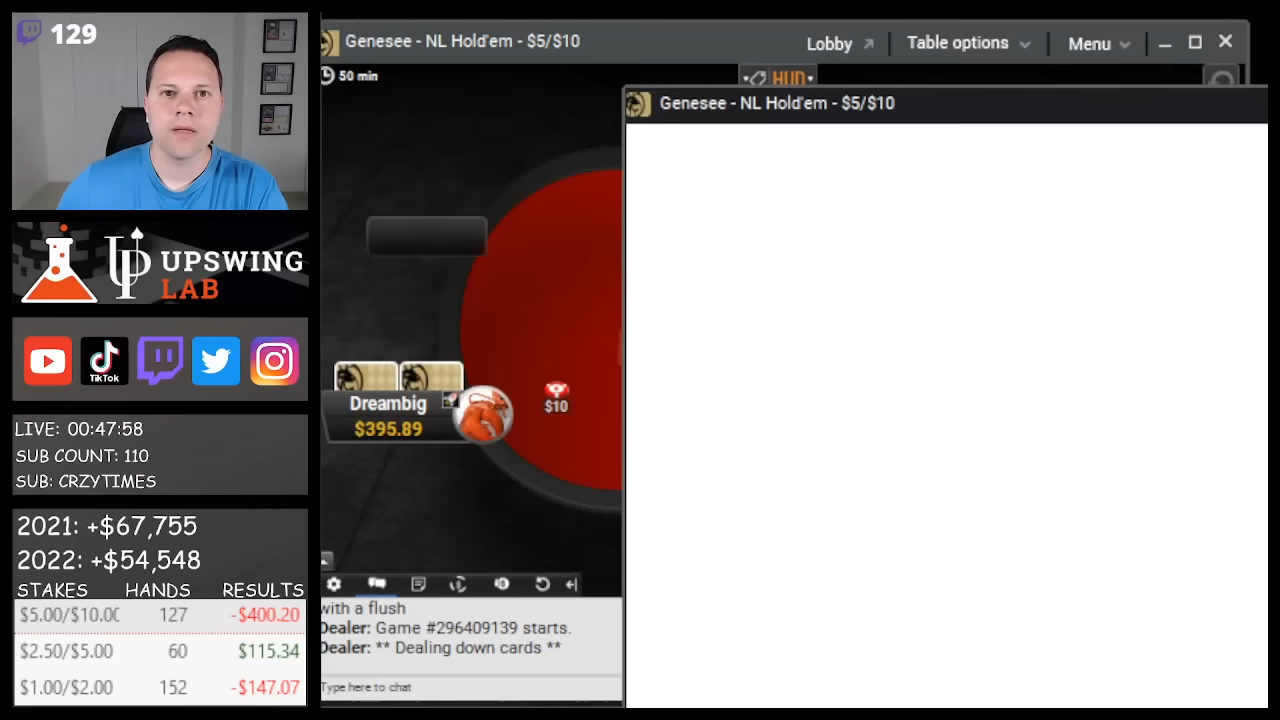 129
Genesee - NL Hold'em - $5/$10
Lobby
Table options
Menu
50 min
HUD
Genesee - NL Hold'em - $5/$10
UPSWING
LAB
TikTok
Dreambig
$395.89
$10
LIVE: 00:47:58
SUB COUNT: 110
SUB: CRZYTIMES
2021: +$67,755
2022: +$54,548
STAKES HANDS RESULTS
$5.00/$10.00 127 -$400.20
$2.50/$5.00 60 $115.34
$1.00/$2.00 152 -$147.07
with a flush
Dealer: Game #296409139 starts.
Dealer: ** Dealing down cards **
Type here to chat